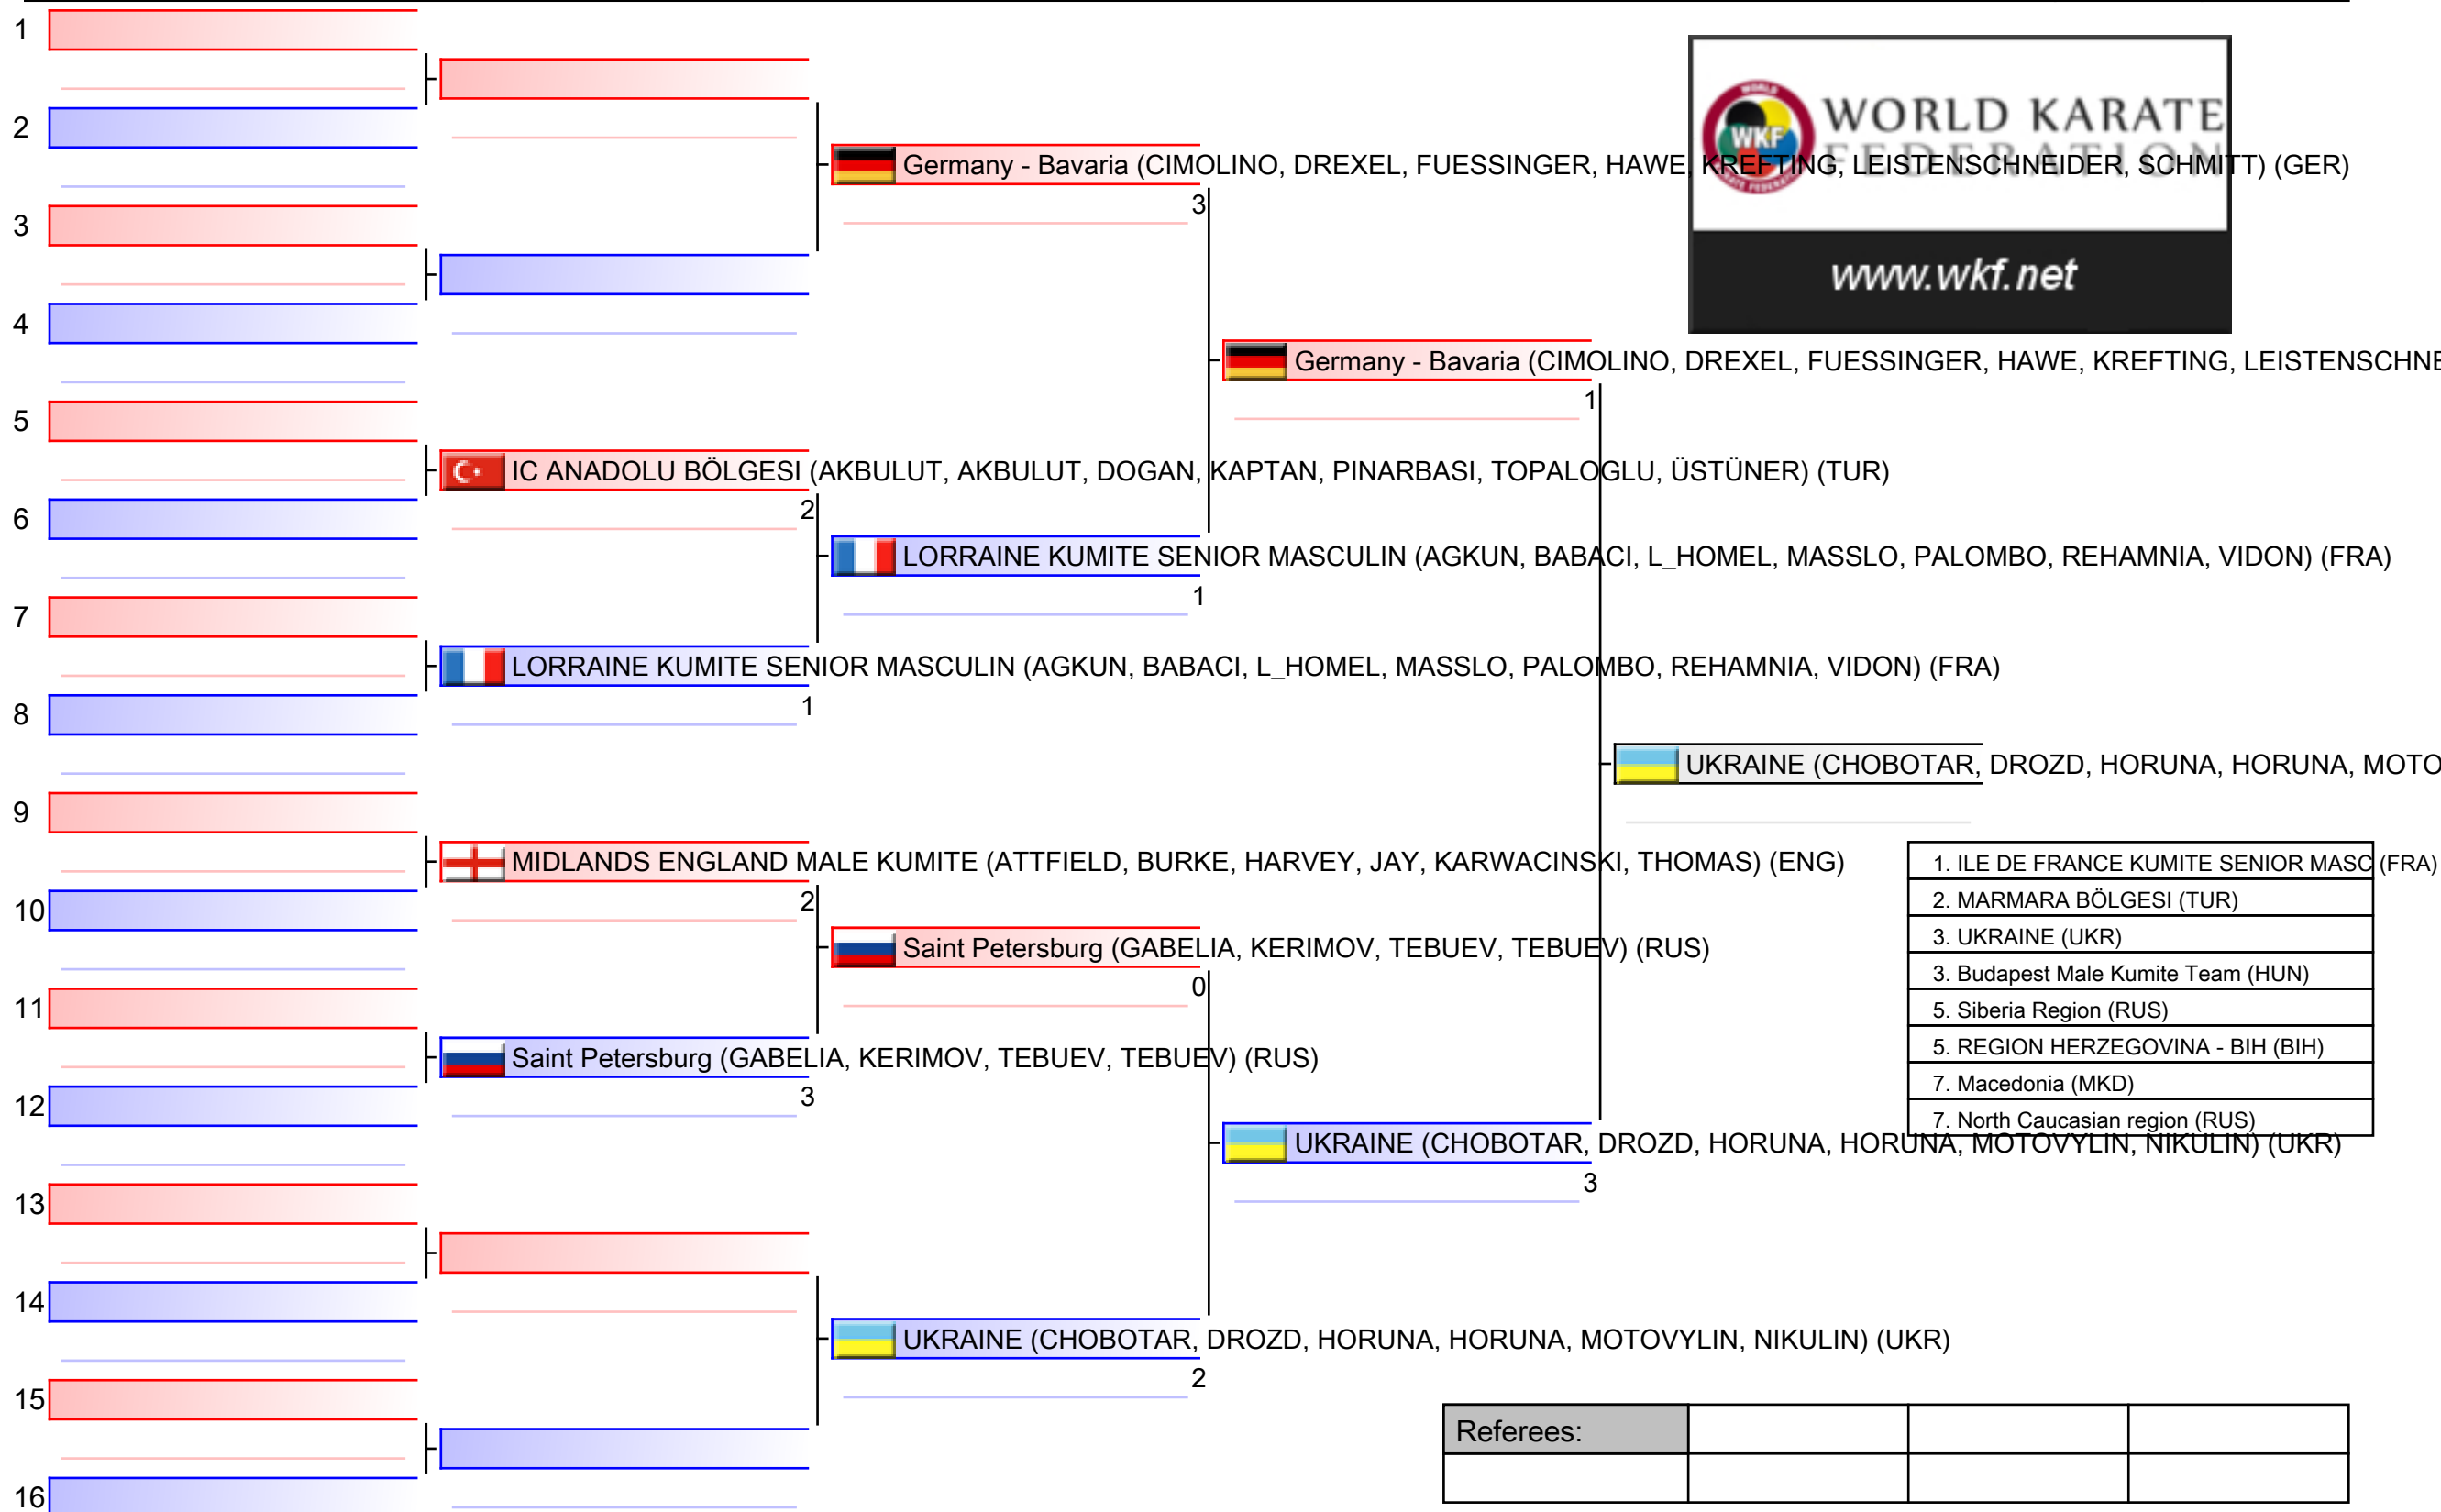 1
2
3
4
5
6
7
8
9
10
11
12
13
14
15
16
IC ANADOLU BÖLGESI (AKBULUT, AKBULUT, DOGAN, KAPTAN, PINARBASI, TOPALOGLU, ÜSTÜNER) (TUR)
2
LORRAINE KUMITE SENIOR MASCULIN (AGKUN, BABACI, L_HOMEL, MASSLO, PALOMBO, REHAMNIA, VIDON) (FRA)
1
MIDLANDS ENGLAND MALE KUMITE (ATTFIELD, BURKE, HARVEY, JAY, KARWACINSKI, THOMAS) (ENG)
2
Saint Petersburg (GABELIA, KERIMOV, TEBUEV, TEBUEV) (RUS)
3
Germany - Bavaria (CIMOLINO, DREXEL, FUESSINGER, HAWE, KREFTING, LEISTENSCHNEIDER, SCHMITT) (GER)
3
LORRAINE KUMITE SENIOR MASCULIN (AGKUN, BABACI, L_HOMEL, MASSLO, PALOMBO, REHAMNIA, VIDON) (FRA)
1
Saint Petersburg (GABELIA, KERIMOV, TEBUEV, TEBUEV) (RUS)
0
UKRAINE (CHOBOTAR, DROZD, HORUNA, HORUNA, MOTOVYLIN, NIKULIN) (UKR)
2
Germany - Bavaria (CIMOLINO, DREXEL, FUESSINGER, HAWE, KREFTING, LEISTENSCHNE
1
UKRAINE (CHOBOTAR, DROZD, HORUNA, HORUNA, MOTOVYLIN, NIKULIN) (UKR)
3
UKRAINE (CHOBOTAR, DROZD, HORUNA, HORUNA, MOTO
WORLD
WKF
KARATE FEDERATION
WORLD KARATE
FEDERATION
www.wkf.net
1. ILE DE FRANCE KUMITE SENIOR MASC (FRA)
2. MARMARA BÖLGESI (TUR)
3. UKRAINE (UKR)
3. Budapest Male Kumite Team (HUN)
5. Siberia Region (RUS)
5. REGION HERZEGOVINA - BIH (BIH)
7. Macedonia (MKD)
7. North Caucasian region (RUS)
Referees: